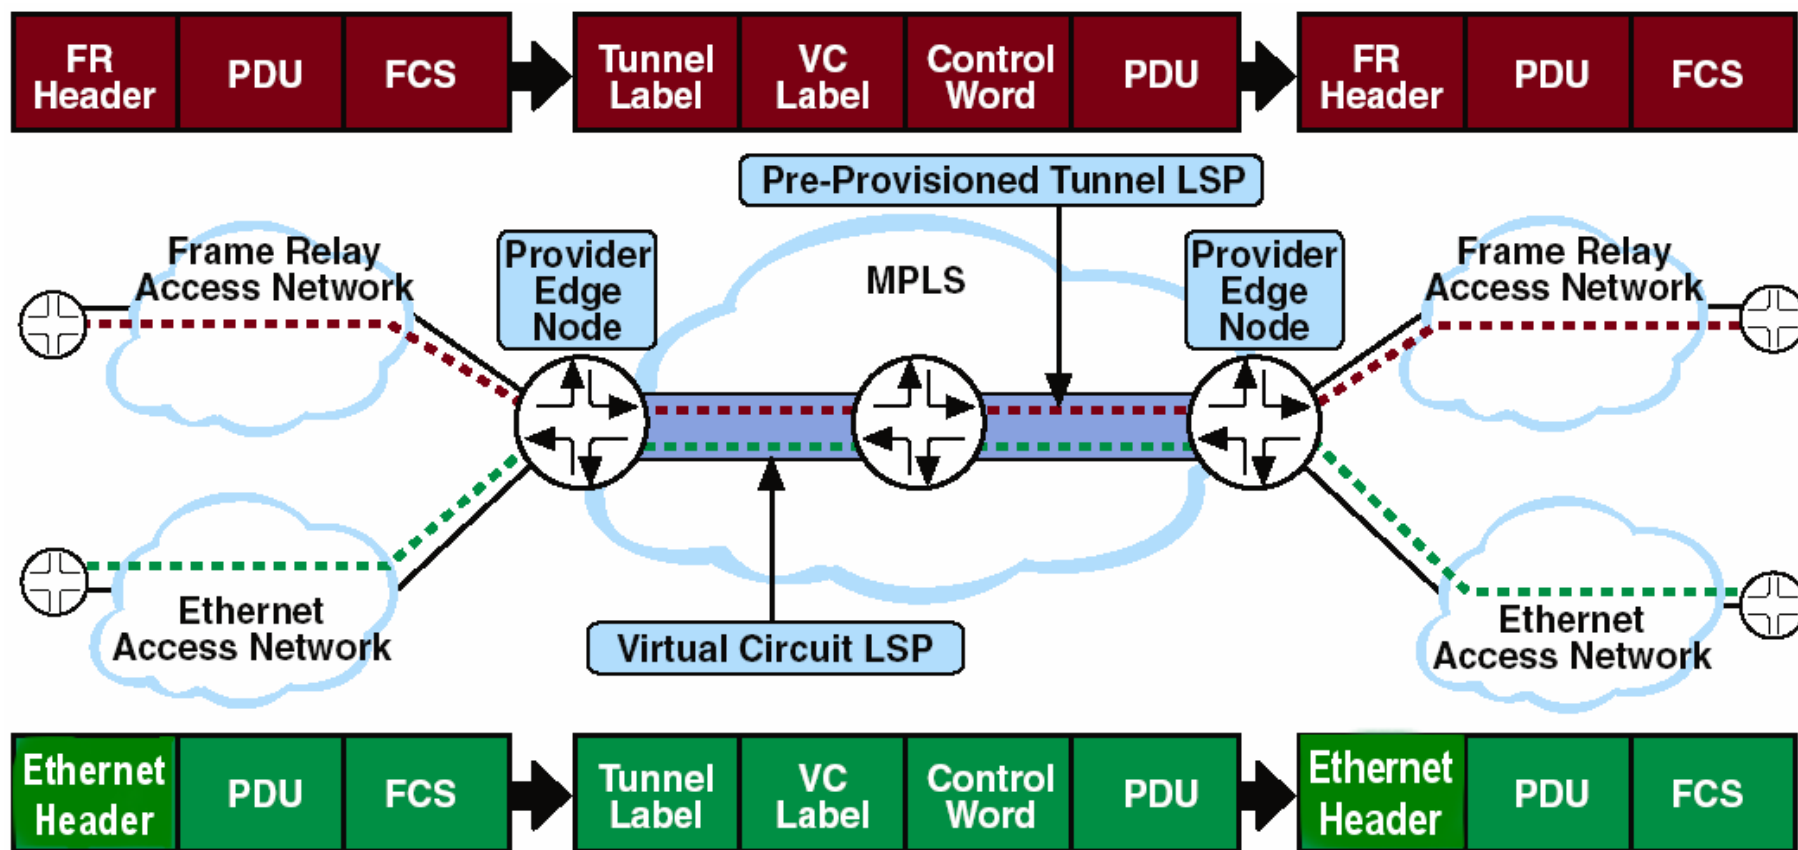 FR Header PDU FCS Tunnel Label VC Label Control Word PDU FR Header PDU FCS
Pre-Provisioned Tunnel LSP
Frame Relay
Access Network
Provider
Edge
Node
MPLS
Provider
Edge
Node
Frame Relay
Access Network
Ethernet
Access Network
Virtual Circuit LSP
Ethernet
Access Network
Ethernet Header PDU FCS Tunnel Label VC Label Control Word PDU Ethernet Header PDU FCS